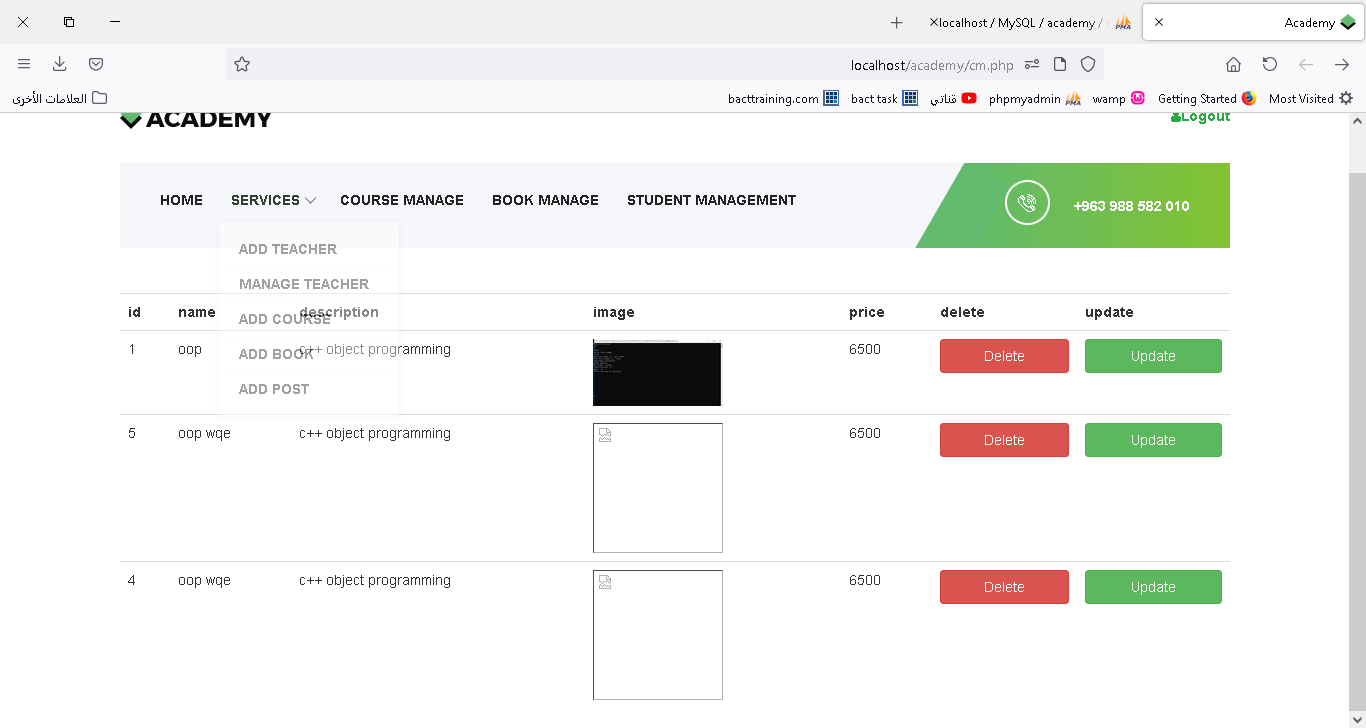 localhost / MySQL / academy /
Academy
localhost/academy/cm.php
العلامات الأخرى
bacttraining.com
bact task
قناتي
phpmyadmin
wamp
Getting Started
Most Visited
ACADEMY
Logout
HOME
SERVICES
COURSE MANAGE
BOOK MANAGE
STUDENT MANAGEMENT
+963 988 582 010
ADD TEACHER
MANAGE TEACHER
ADD COURSE
ADD BOOK
ADD POST
id name description image price delete update
1 oop c++ object programming 6500 Delete Update
5 oop wqe c++ object programming 6500 Delete Update
4 oop wqe c++ object programming 6500 Delete Update